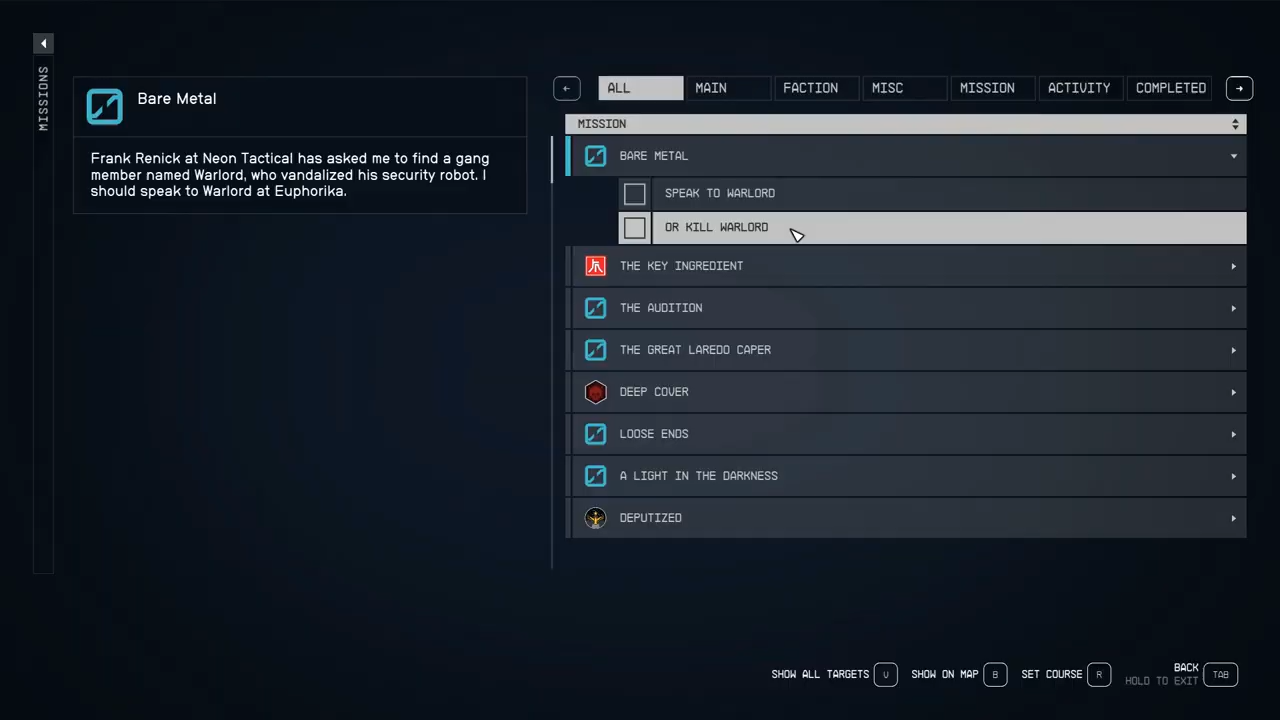 MISSIONS
Bare Metal
Frank Renick at Neon Tactical has asked me to find a gang
member named Warlord, who vandalized his security robot. I
should speak to Warlord at Euphorika.
ALL MAIN FACTION MISC MISSION ACTIVITY COMPLETED
MISSION
BARE METAL
SPEAK TO WARLORD
OR KILL WARLORD
THE KEY INGREDIENT
THE AUDITION
THE GREAT LAREDO CAPER
DEEP COVER
LOOSE ENDS
A LIGHT IN THE DARKNESS
DEPUTIZED
SHOW ALL TARGETS V SHOW ON MAP B SET COURSE R BACK TAB
HOLD TO EXIT